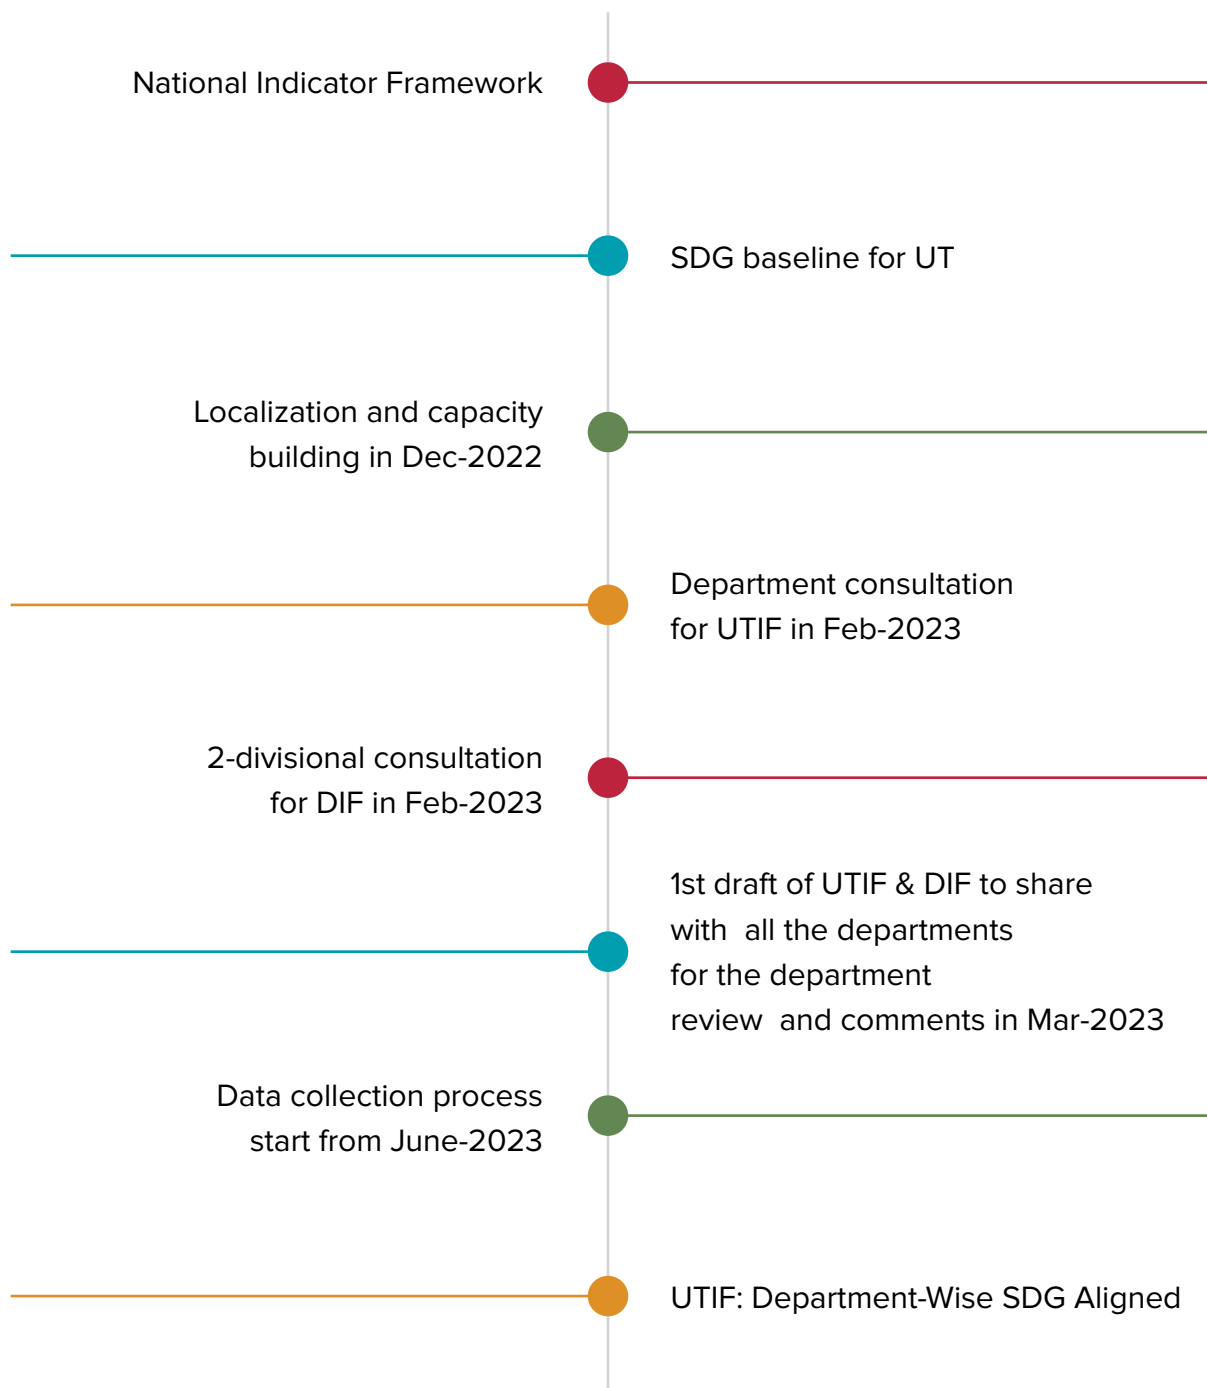 National Indicator Framework
SDG baseline for UT
Localization and capacity
building in Dec-2022
Department consultation
for UTIF in Feb-2023
2-divisional consultation
for DIF in Feb-2023
1st draft of UTIF & DIF to share
with  all the departments
for the department
review  and comments in Mar-2023
Data collection process
start from June-2023
UTIF: Department-Wise SDG Aligned